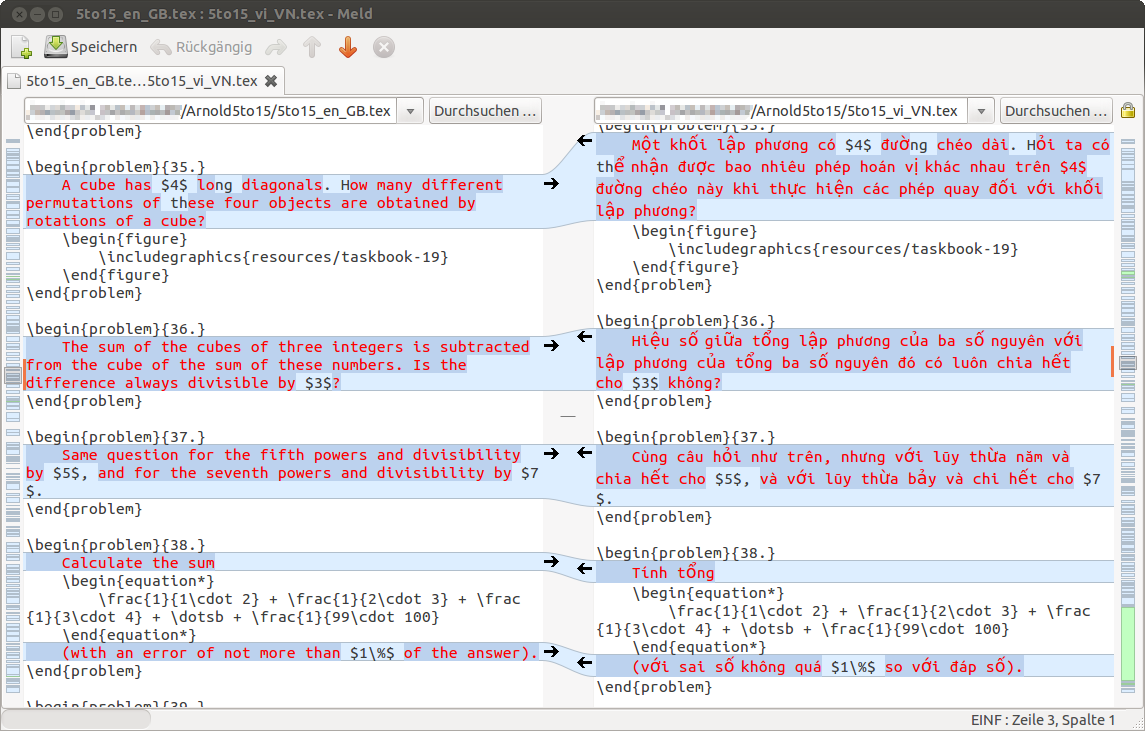 5to15_en_GB.tex : 5to15_vi_VN.tex - Meld
Speichern Rückgängig
5to15_en_GB.te…5to15_vi_VN.tex
/Arnold5to15/5to15_en_GB.tex Durchsuchen ...
\end{problem}
\begin{problem}{35.}
A cube has $4$ long diagonals. How many different
permutations of these four objects are obtained by
rotations of a cube?
\begin{figure}
\includegraphics{resources/taskbook-19}
\end{figure}
\end{problem}
\begin{problem}{36.}
The sum of the cubes of three integers is subtracted
from the cube of the sum of these numbers. Is the
difference always divisible by $3$?
\end{problem}
\begin{problem}{37.}
Same question for the fifth powers and divisibility
by $5$, and for the seventh powers and divisibility by $7
$.
\end{problem}
\begin{problem}{38.}
Calculate the sum
\begin{equation*}
\frac{1}{1\cdot 2} + \frac{1}{2\cdot 3} + \frac
{1}{3\cdot 4} + \dotsb + \frac{1}{99\cdot 100}
\end{equation*}
(with an error of not more than $1\%$ of the answer).
\end{problem}
\begin{problem}{39.}
/Arnold5to15/5to15_vi_VN.tex Durchsuchen ...
\begin{problem}{35.}
Một khối lập phương có $4$ đường chéo dài. Hỏi ta có
thể nhận được bao nhiêu phép hoán vị khác nhau trên $4$
đường chéo này khi thực hiện các phép quay đối với khối
lập phương?
\begin{figure}
\includegraphics{resources/taskbook-19}
\end{figure}
\end{problem}
\begin{problem}{36.}
Hiệu số giữa tổng lập phương của ba số nguyên với
lập phương của tổng ba số nguyên đó có luôn chia hết
cho $3$ không?
\end{problem}
\begin{problem}{37.}
Cùng câu hỏi như trên, nhưng với lũy thừa năm và
chia hết cho $5$, và với lũy thừa bảy và chi hết cho $7
$.
\end{problem}
\begin{problem}{38.}
Tính tổng
\begin{equation*}
\frac{1}{1\cdot 2} + \frac{1}{2\cdot 3} + \frac
{1}{3\cdot 4} + \dotsb + \frac{1}{99\cdot 100}
\end{equation*}
(với sai số không quá $1\%$ so với đáp số).
\end{problem}
EINF : Zeile 3, Spalte 1